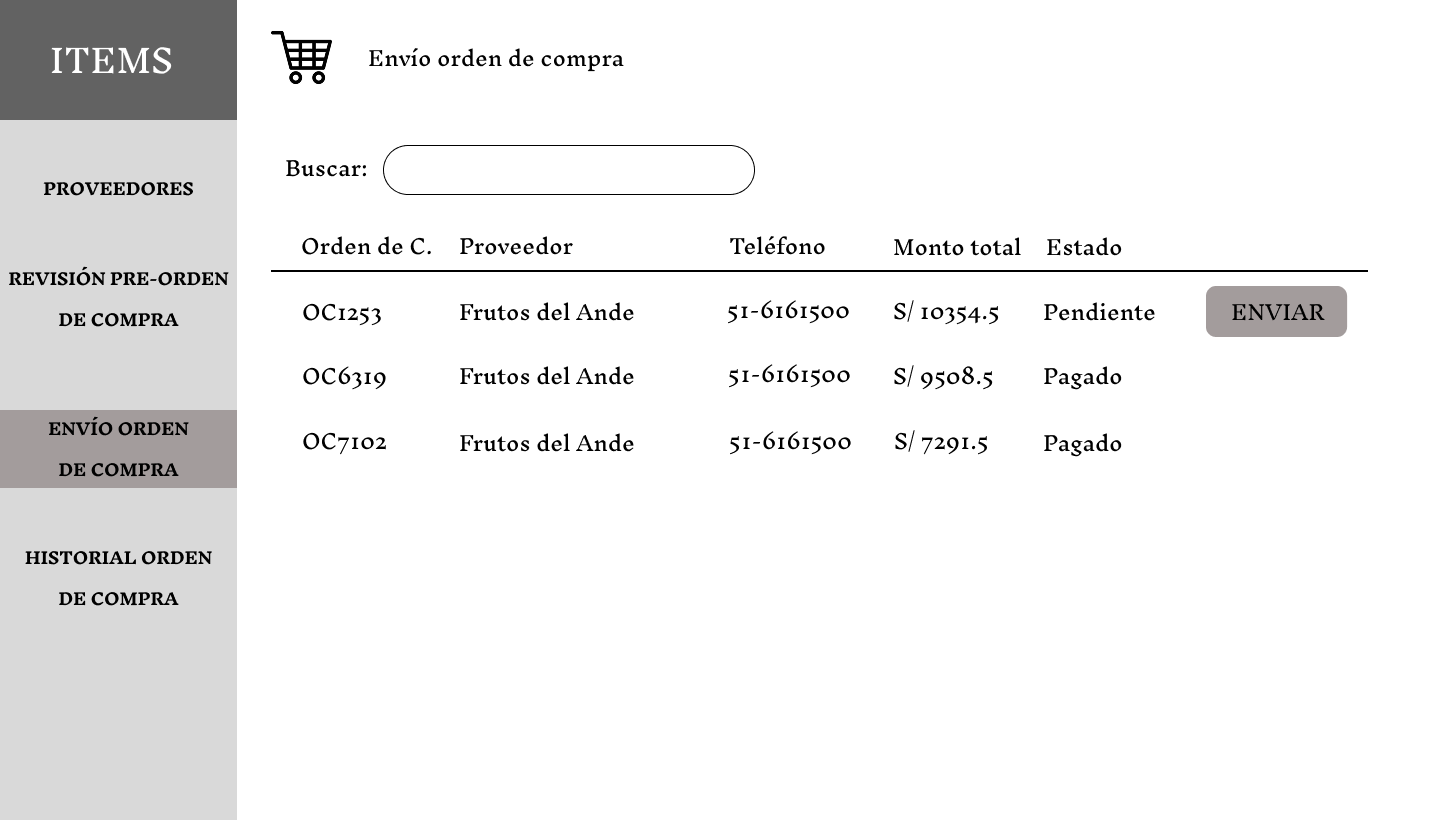 ITEMS
Envío orden de compra
PROVEEDORES
REVISIÓN PRE-ORDEN
DE COMPRA
ENVÍO ORDEN
DE COMPRA
HISTORIAL ORDEN
DE COMPRA
Buscar:
Orden de C. Proveedor Teléfono Monto total Estado
OC1253 Frutos del Ande 51-6161500 S/ 10354.5 Pendiente ENVIAR
OC6319 Frutos del Ande 51-6161500 S/ 9508.5 Pagado
OC7102 Frutos del Ande 51-6161500 S/ 7291.5 Pagado